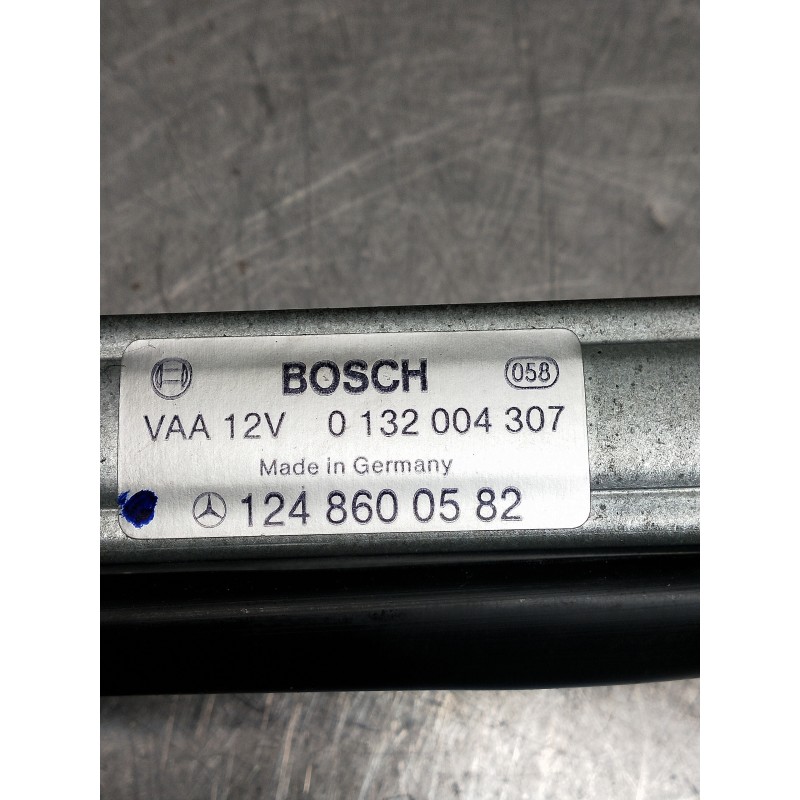 BOSCH 058
VAA 12V 0 132 004 307
Made in Germany
124 860 05 82